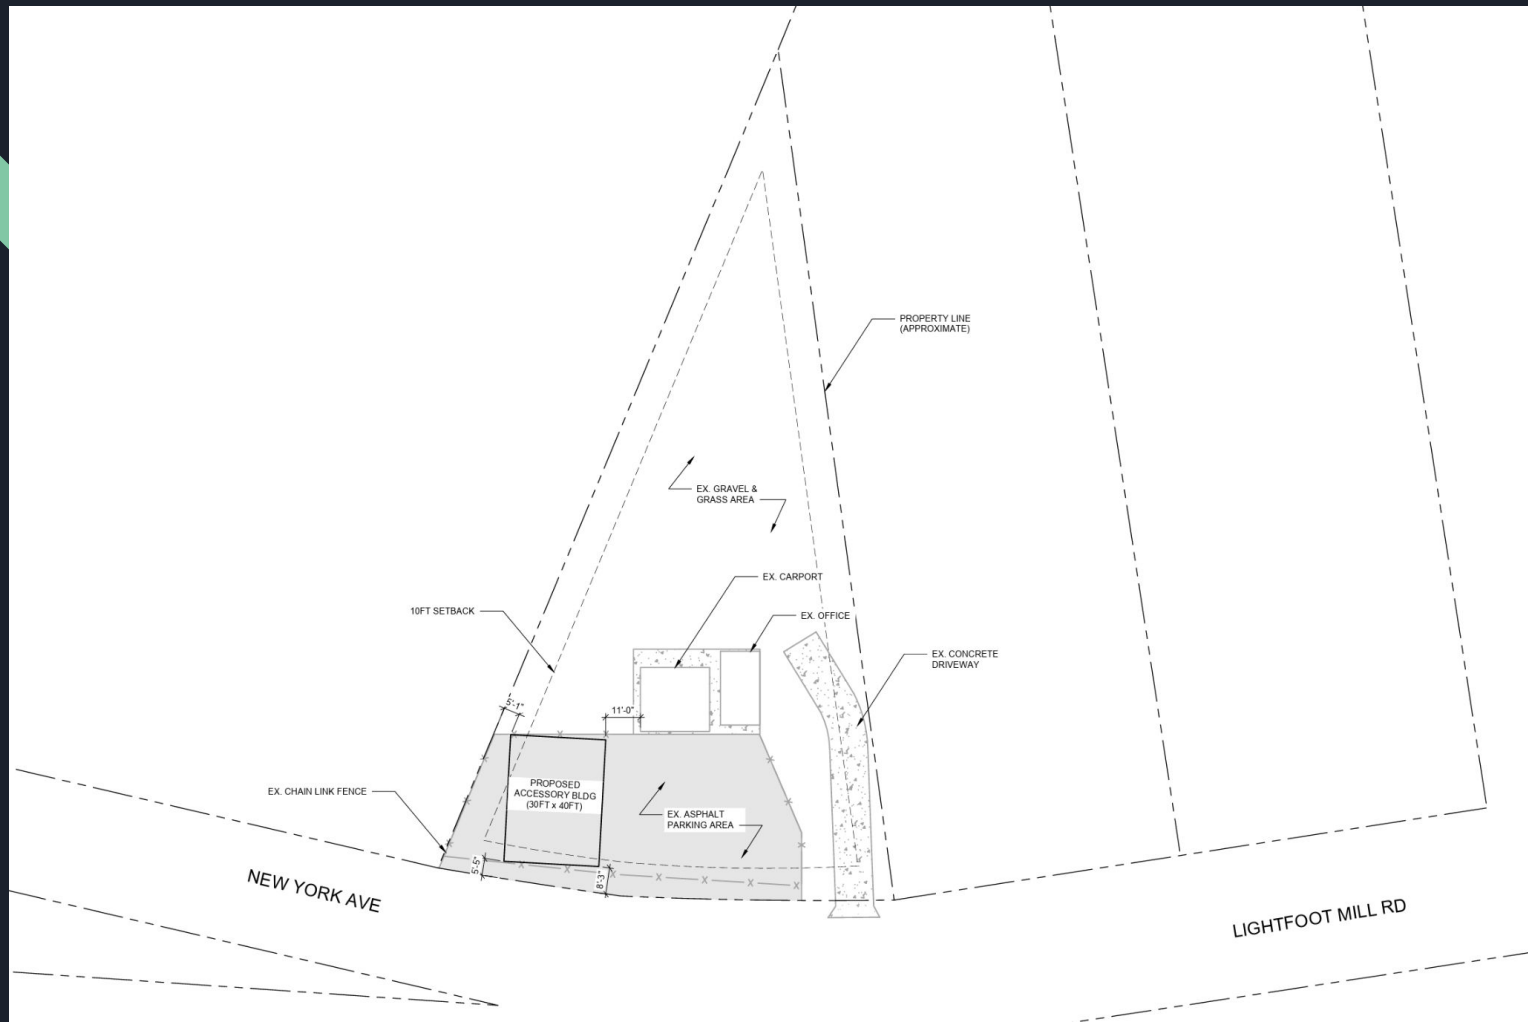 PROPERTY LINE
(APPROXIMATE)
EX. GRAVEL &
GRASS AREA
EX. CARPORT
10FT SETBACK
EX. OFFICE
EX. CONCRETE
DRIVEWAY
5'-1"
11'-0"
PROPOSED
ACCESSORY BLDG
(30FT x 40FT)
EX. CHAIN LINK FENCE
EX. ASPHALT
PARKING AREA
5'-5"
8'-3"
NEW YORK AVE
LIGHTFOOT MILL RD